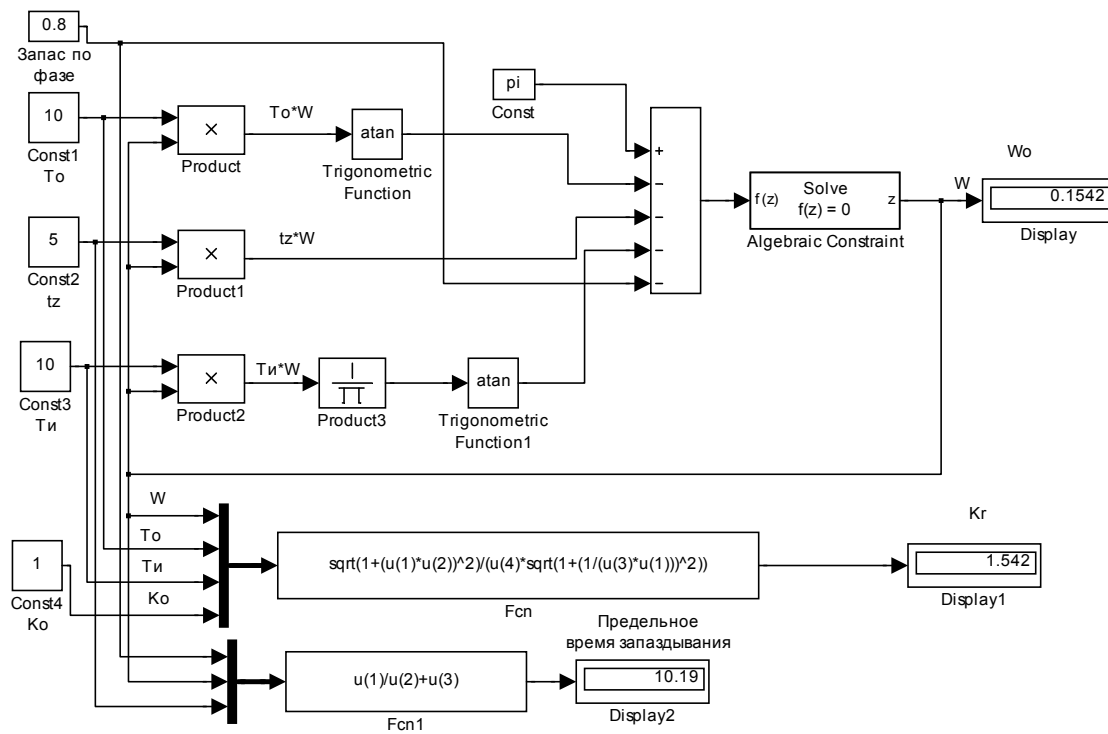 0.8
Запас по
фазе
10
Const1
To
×
Product
To*W
atan
Trigonometric
Function
pi
Const
5
Const2
tz
×
Product1
tz*W
10
Const3
Ти
×
Product2
Ти*W
Product3
atan
Trigonometric
Function1
+
−
−
−
−
f(z)
Solve
f(z) = 0
z
Algebraic Constraint
Wo
W
0.1542
Display
1
Const4
Ko
W
To
Ти
Ko
sqrt(1+(u(1)*u(2))^2)/(u(4)*sqrt(1+(1/(u(3)*u(1)))^2))
Fcn
Kr
1.542
Display1
u(1)/u(2)+u(3)
Fcn1
Предельное
время запаздывания
10.19
Display2